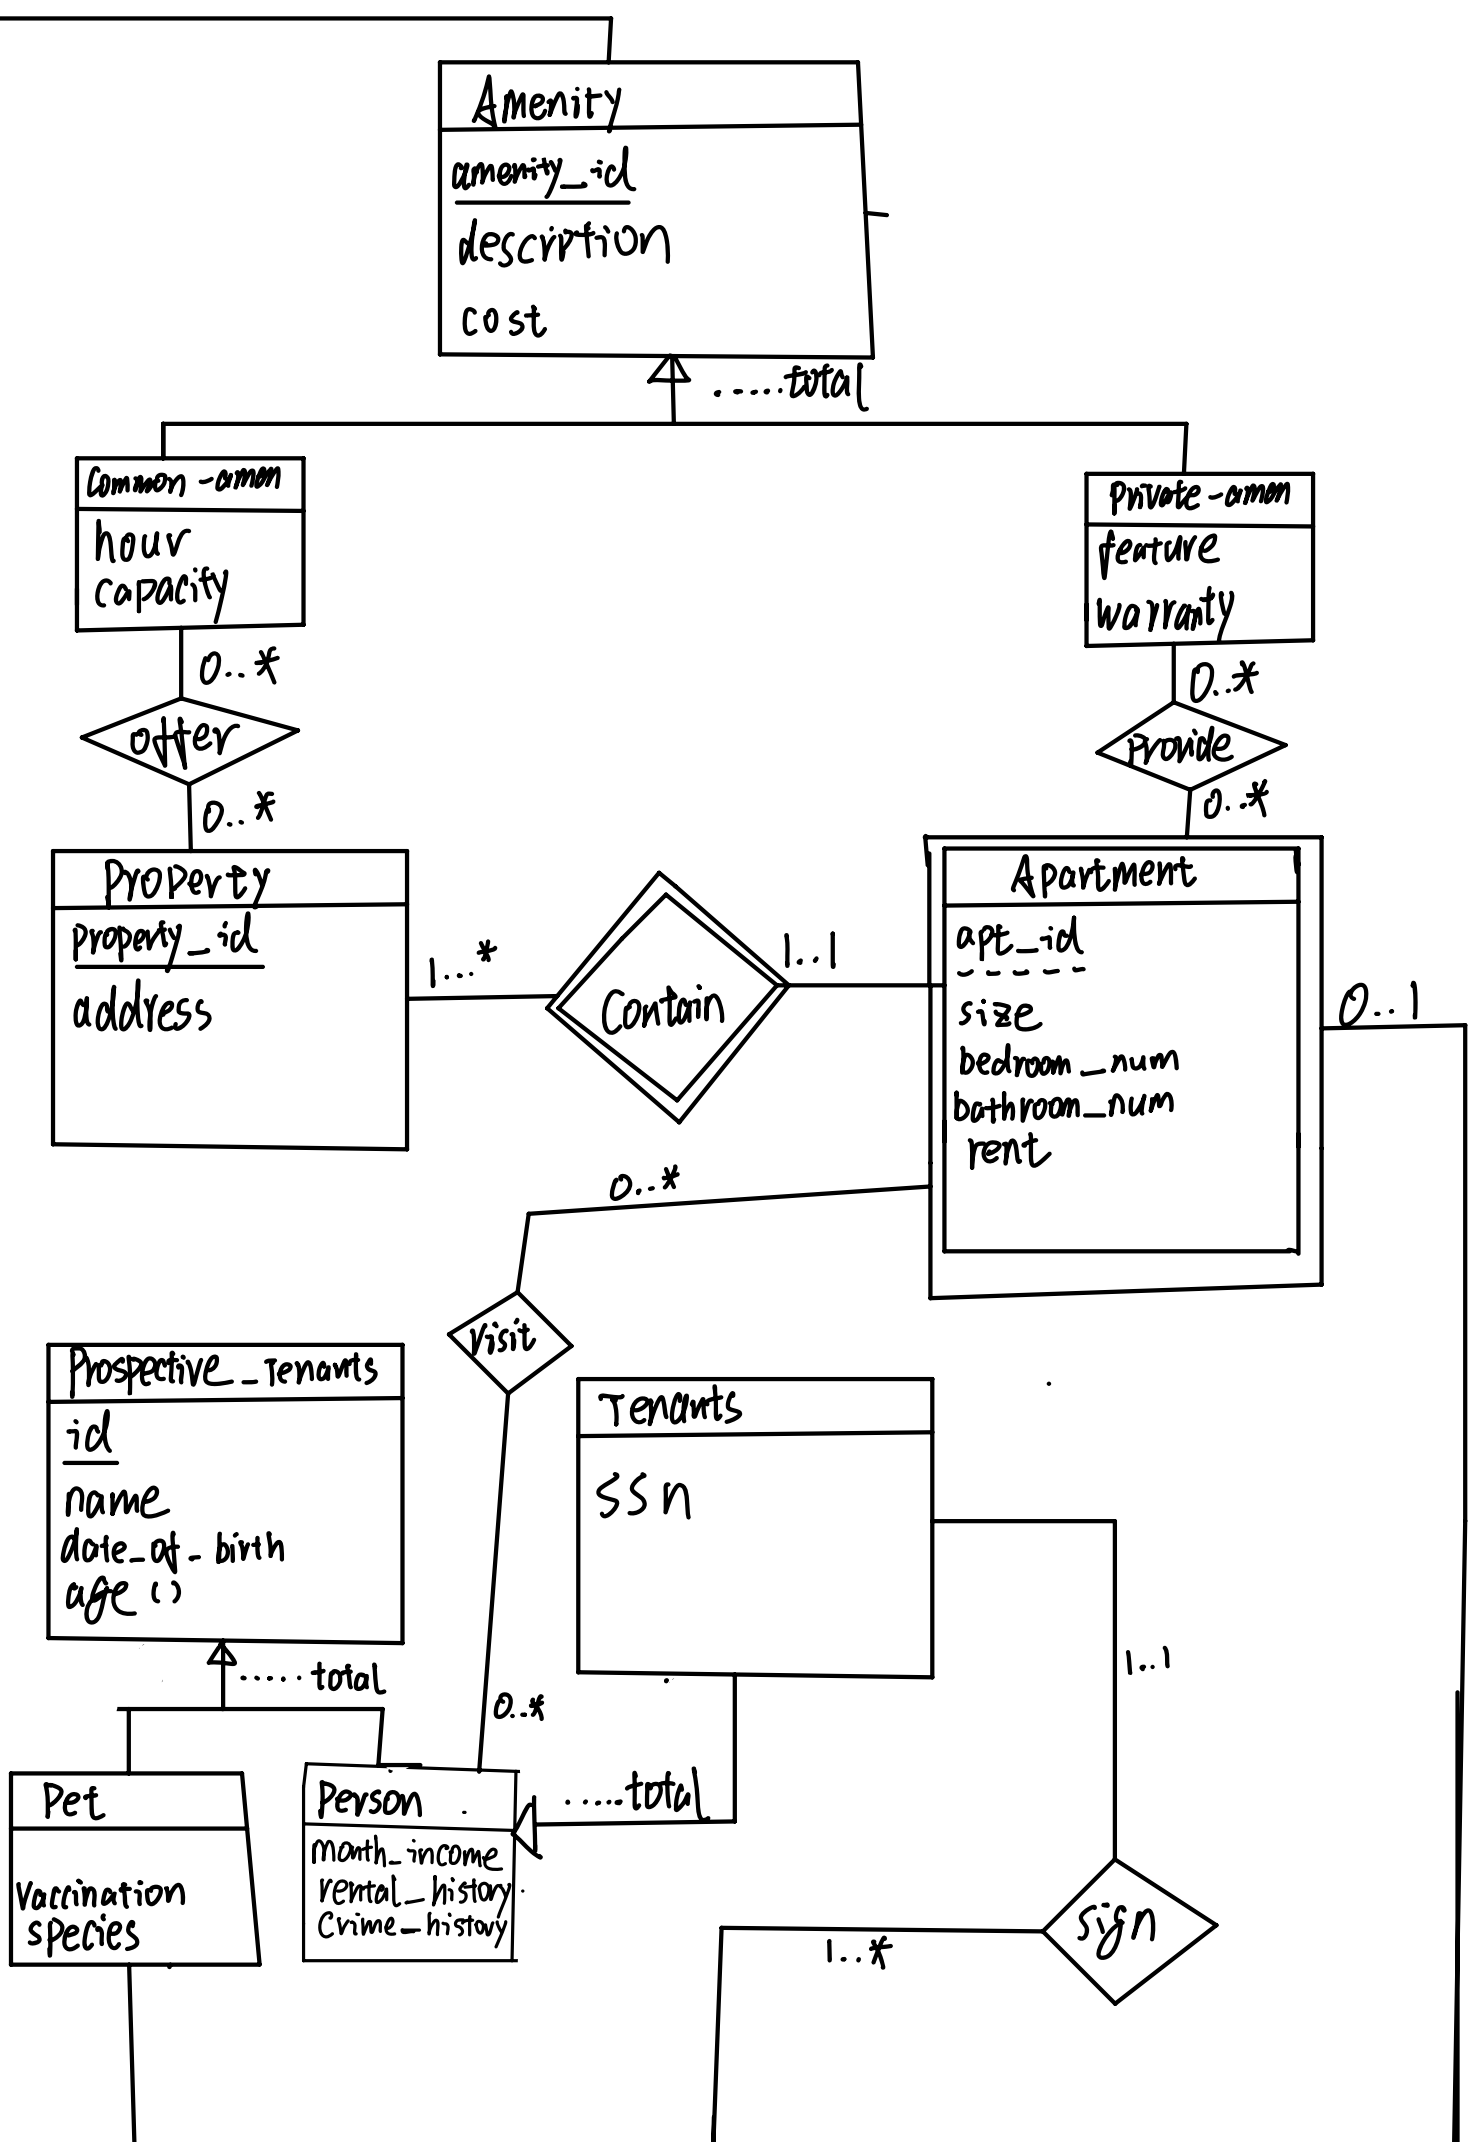 Amenity
amenity_id
description
cost
.....total
Common-amen
hour
capacity
Private-amen
feature
warranty
0..*
0..*
offer
Provide
0..*
0..*
Property
property_id
address
1...*
Contain
1..1
Apartment
apt_id
size
bedroom_num
bathroom_num
rent
0..1
0...*
visit
Prospective_Tenants
id
name
date_of_birth
age ()
.....total
Tenants
SSn
1..1
0...*
Pet
vaccination
species
Person
month_income
rental_history
crime_history
.....total
1...*
sign